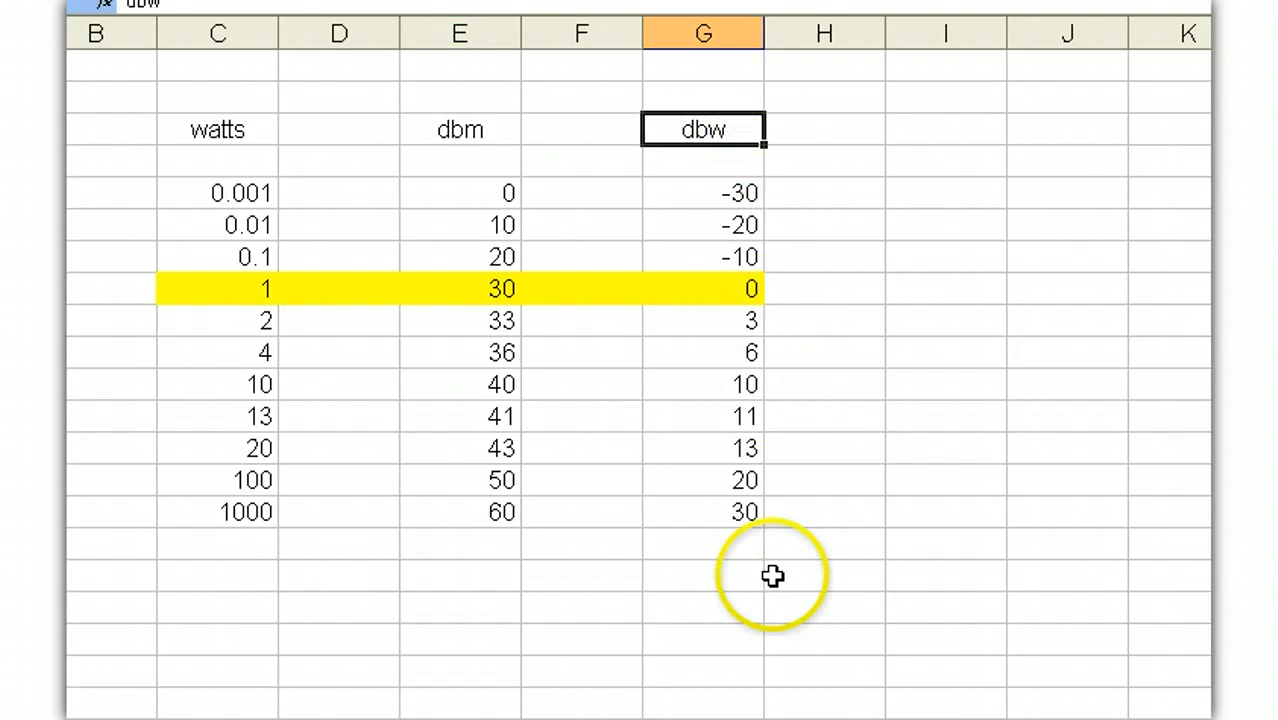 dbw
B C D E F G H I J K
watts dbm dbw
0.001 0 -30
0.01 10 -20
0.1 20 -10
1 30 0
2 33 3
4 36 6
10 40 10
13 41 11
20 43 13
100 50 20
1000 60 30